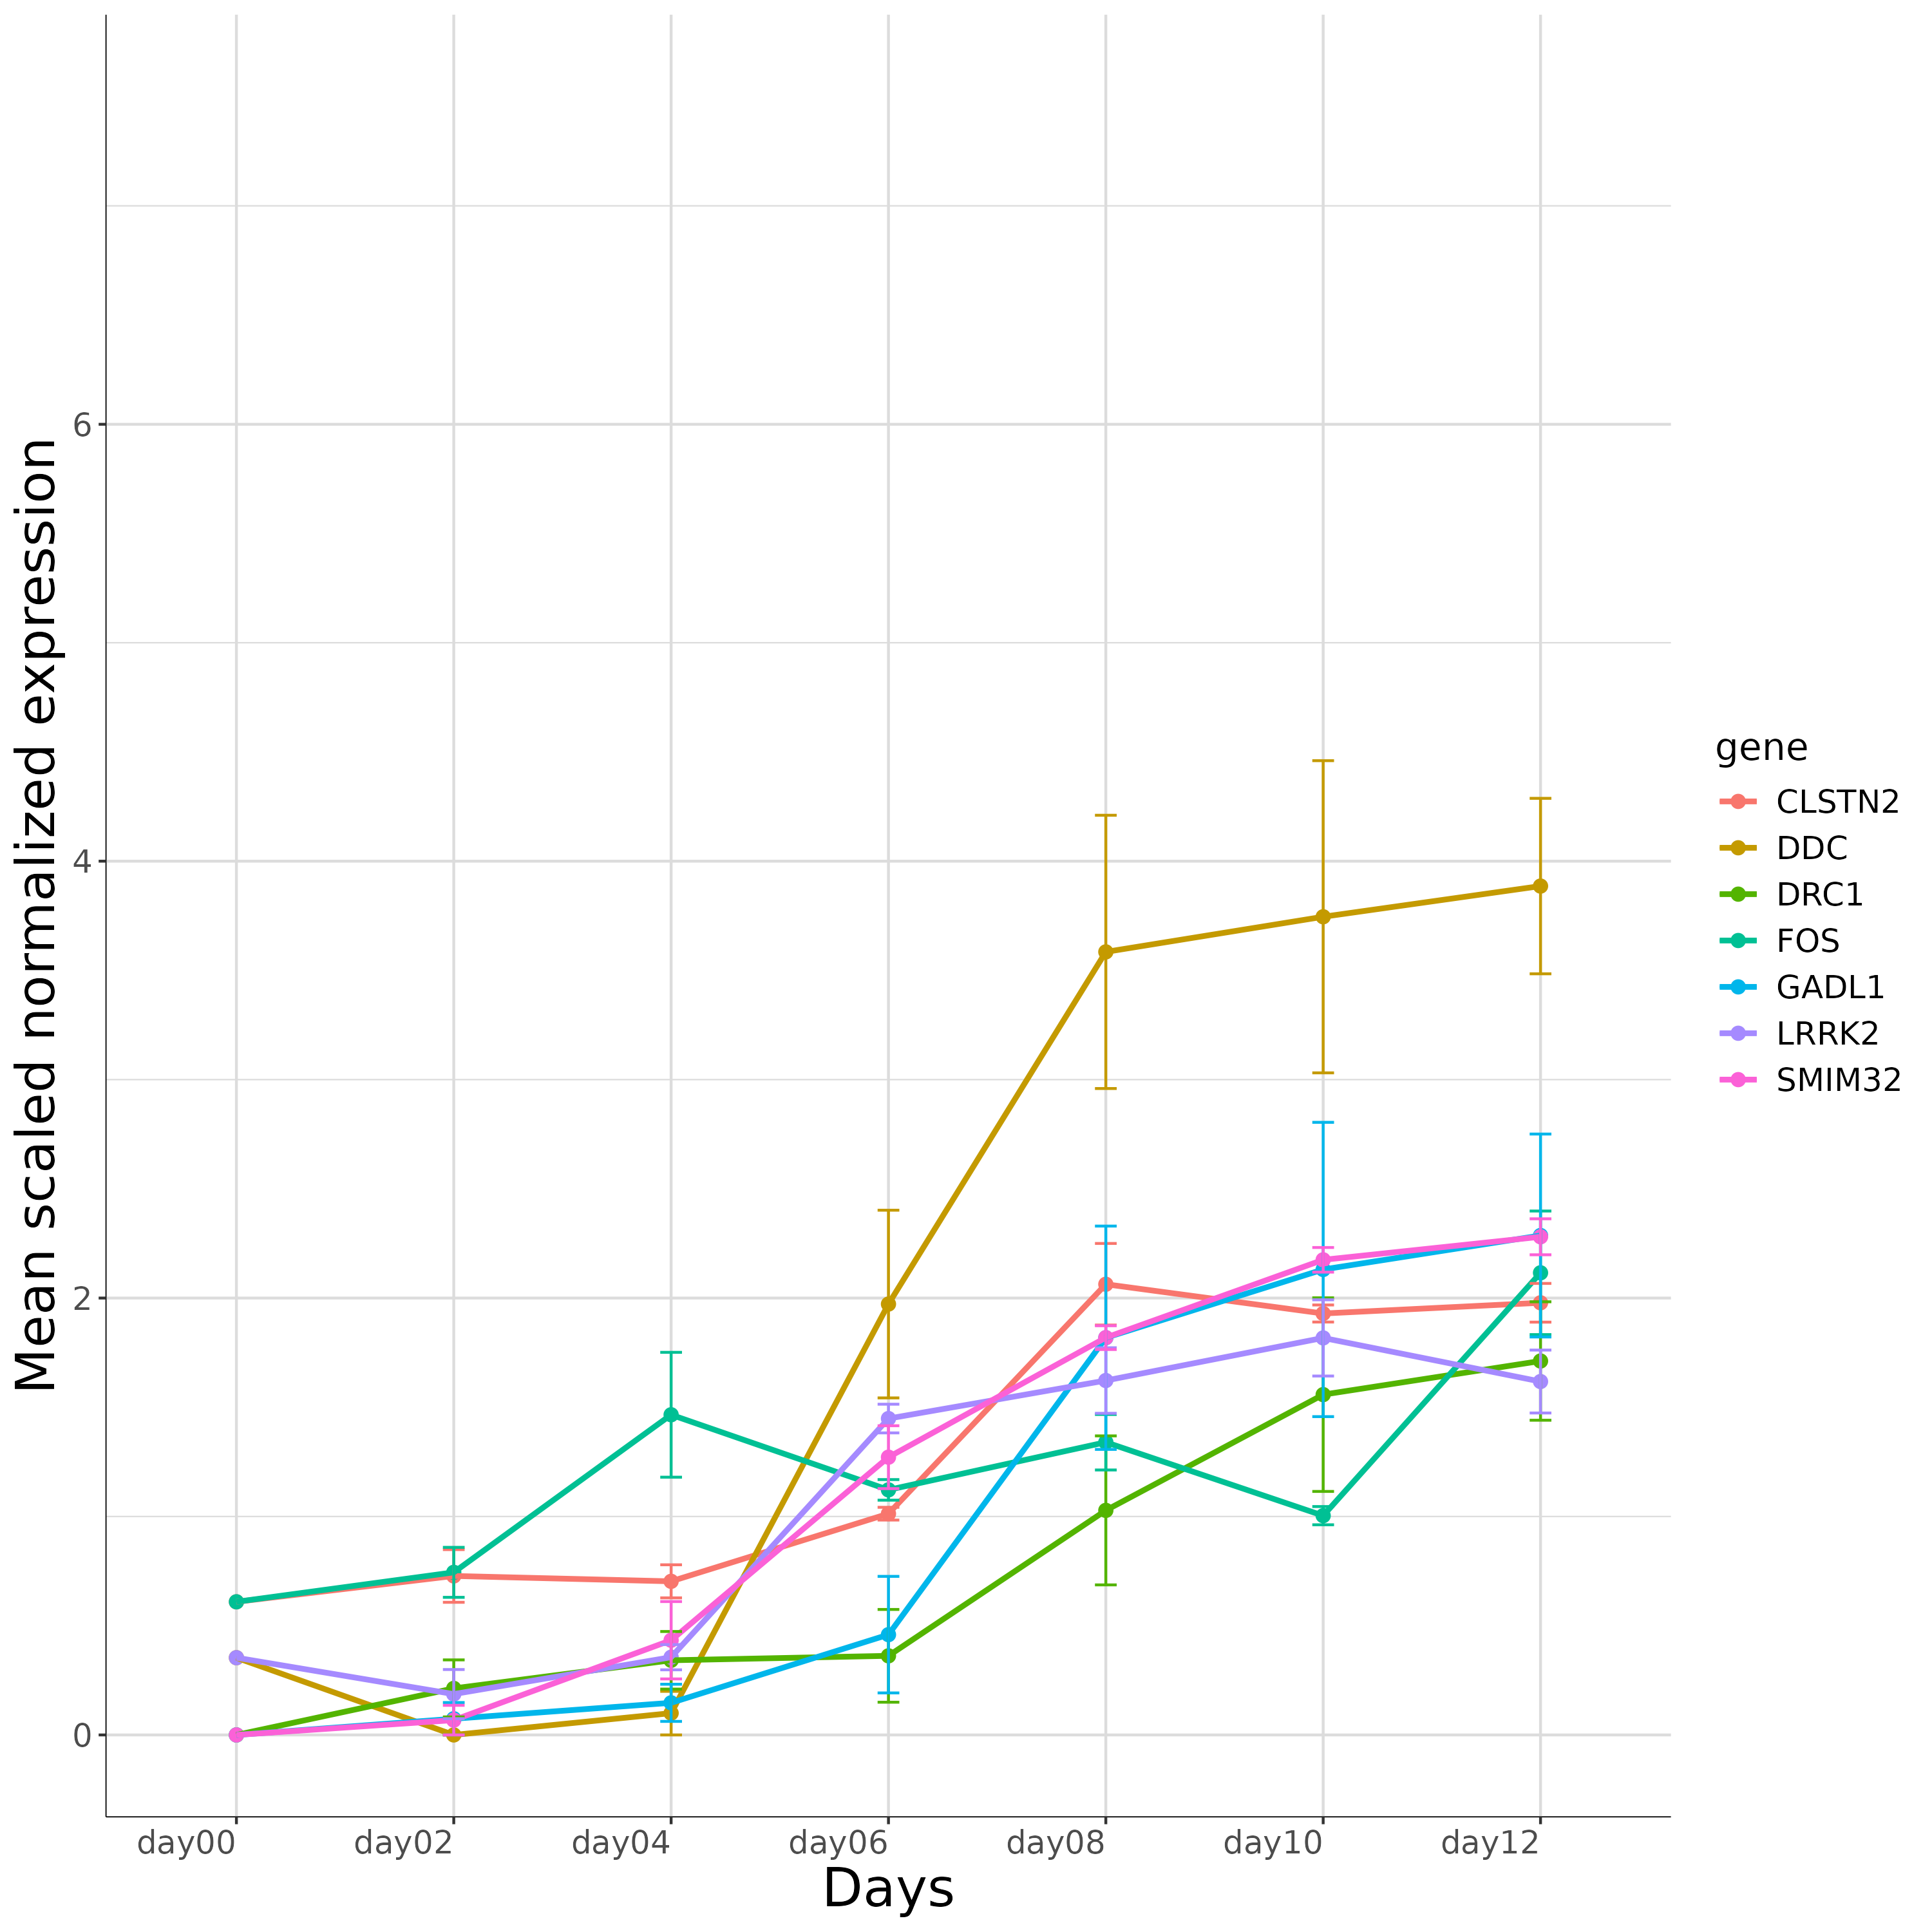 Mean scaled normalized expression
6
4
2
0
day00 day02 day04 day06 day08 day10 day12
Days
gene
CLSTN2
DDC
DRC1
FOS
GADL1
LRRK2
SMIM32